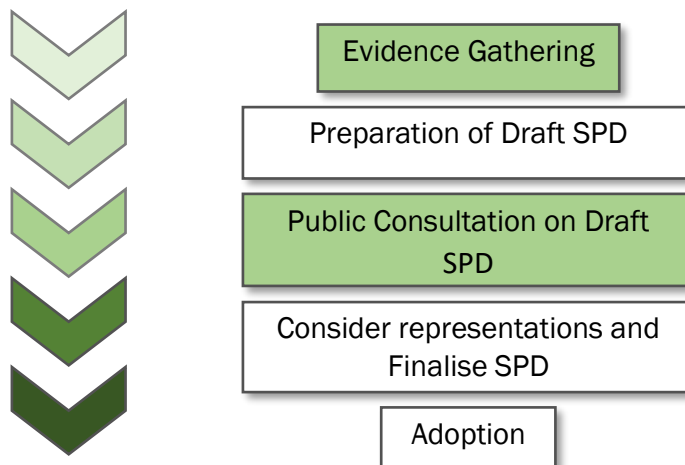 Evidence Gathering
Preparation of Draft SPD
Public Consultation on Draft
SPD
Consider representations and
Finalise SPD
Adoption